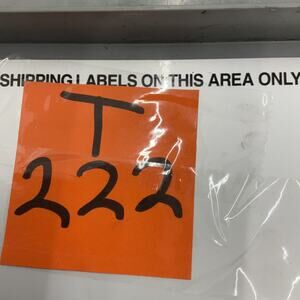 SHIPPING LABELS ON THIS AREA ONLY
T
222